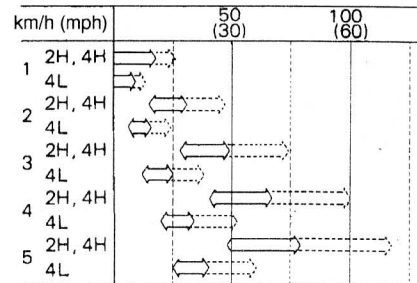 km/h (mph) 50 100
(30) (60)
1 2H, 4H
4L
2 2H, 4H
4L
3 2H, 4H
4L
4 2H, 4H
4L
5 2H, 4H
4L